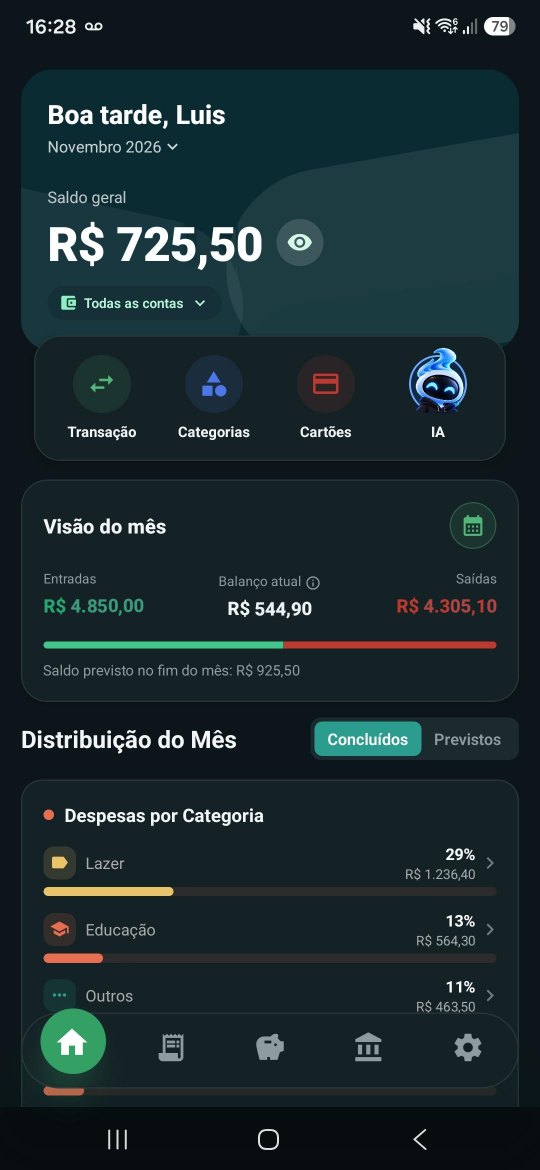 16:28
79
Boa tarde, Luis
Novembro 2026
Saldo geral
R$ 725,50
Todas as contas
Transação
Categorias
Cartões
IA
Visão do mês
Entradas
Balanço atual
Saídas
R$ 4.850,00
R$ 544,90
R$ 4.305,10
Saldo previsto no fim do mês: R$ 925,50
Distribuição do Mês
Concluídos
Previstos
Despesas por Categoria
Lazer
29%
R$ 1.236,40
Educação
13%
R$ 564,30
Outros
11%
R$ 463,50